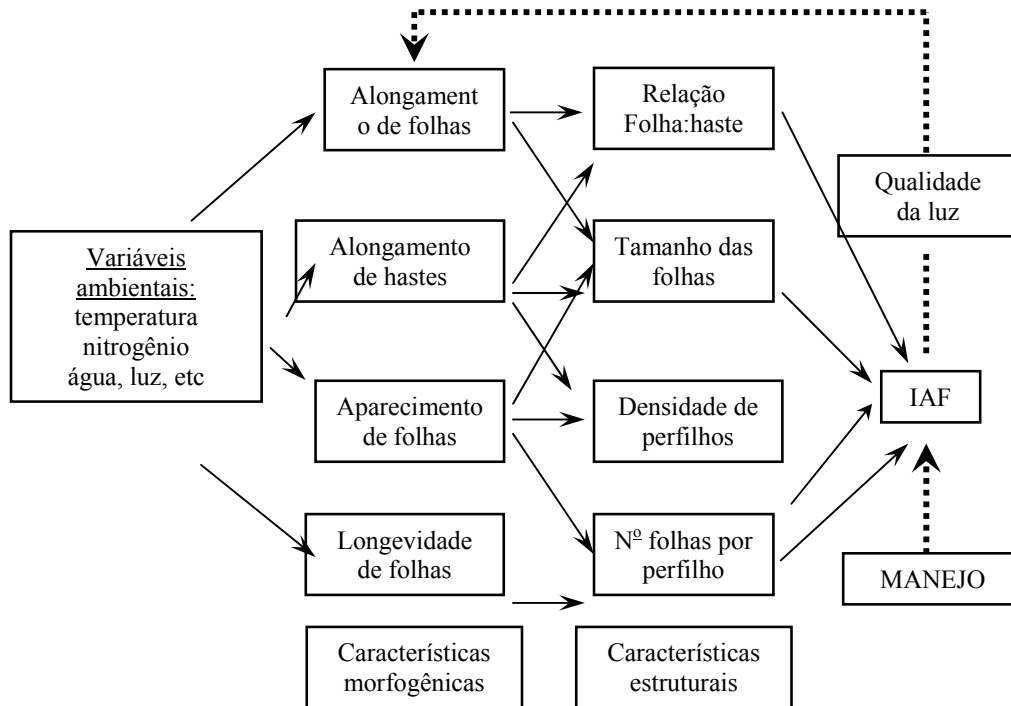 Alongament
o de folhas
Relação
Folha:haste
Qualidade
da luz
Variáveis
ambientais:
temperatura
nitrogênio
água, luz, etc
Alongamento
de hastes
Tamanho das
folhas
Aparecimento
de folhas
Densidade de
perfilhos
IAF
Longevidade
de folhas
Nº folhas por
perfilho
MANEJO
Características
morfogênicas
Características
estruturais